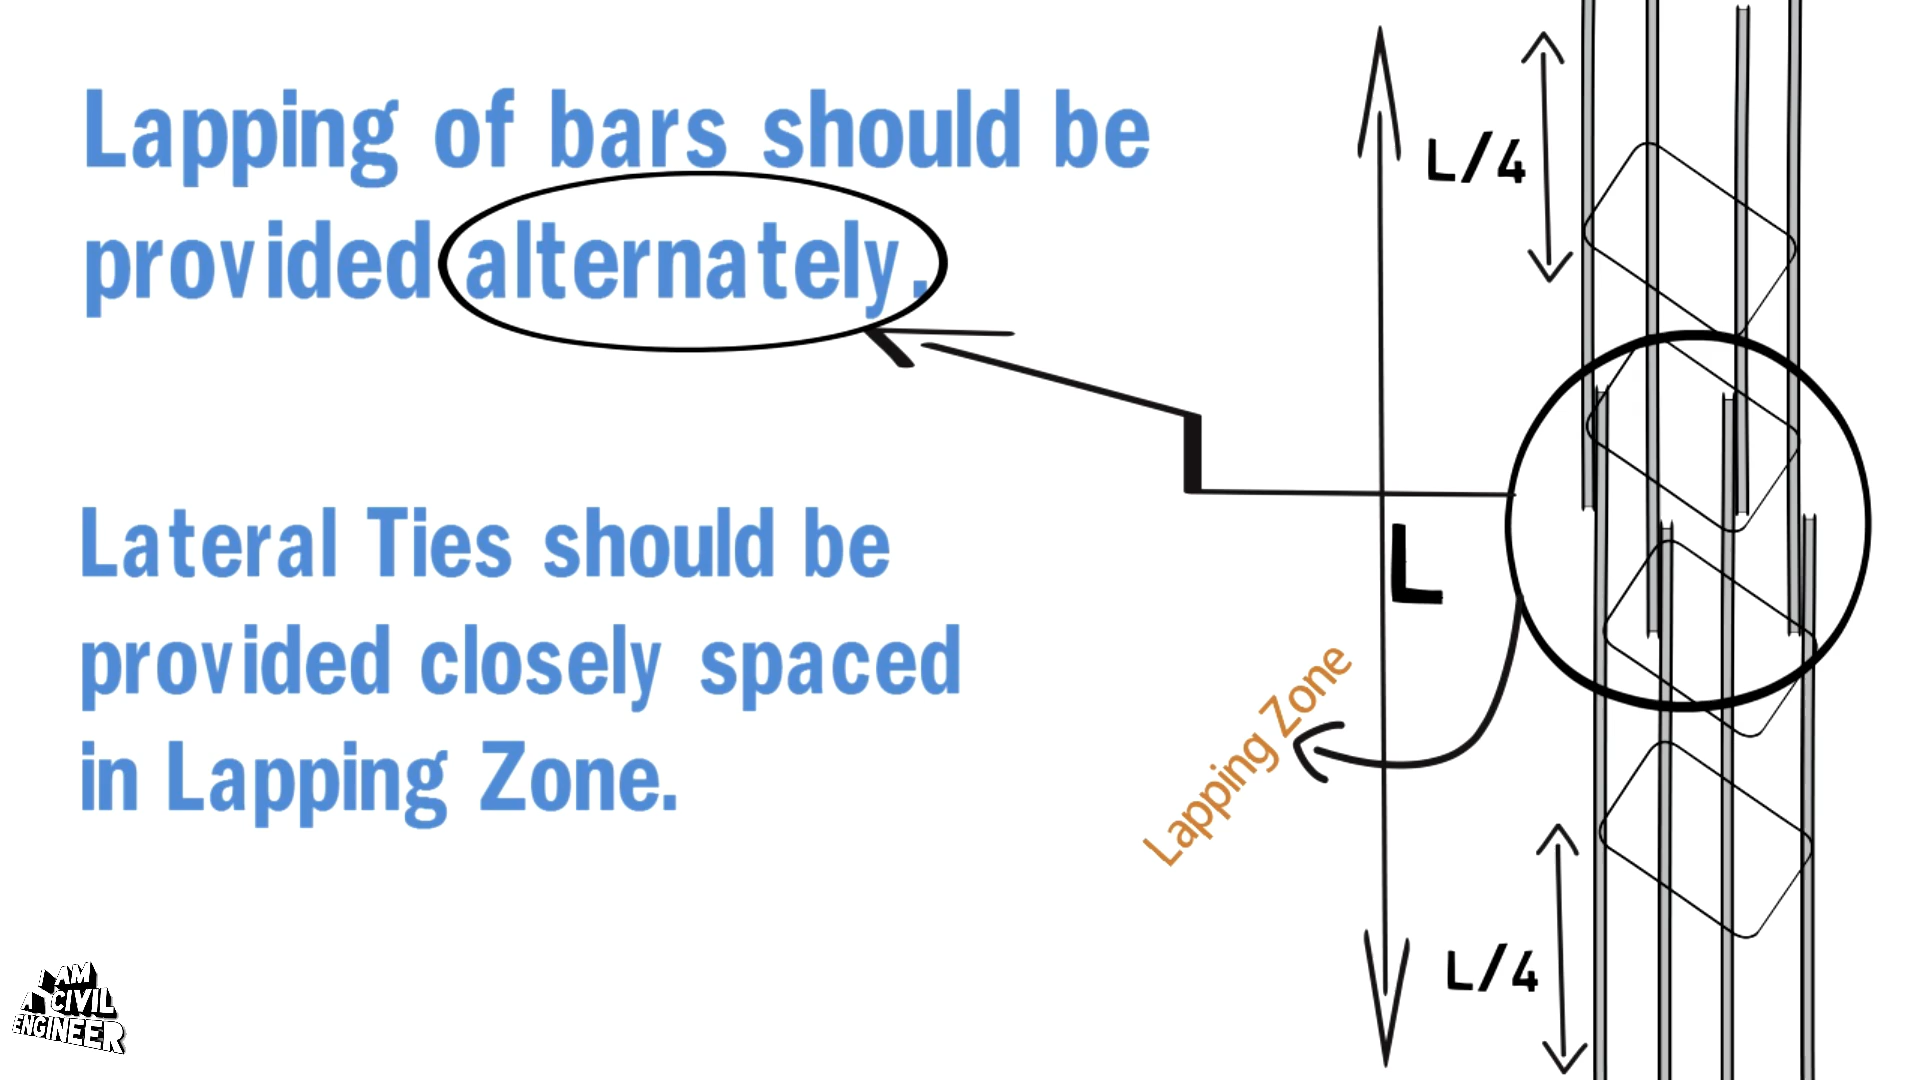 Lapping of bars should be
provided alternately.
Lateral Ties should be
provided closely spaced
in Lapping Zone.
L/4
L
Lapping Zone
L/4
I AM
A CIVIL
ENGINEER